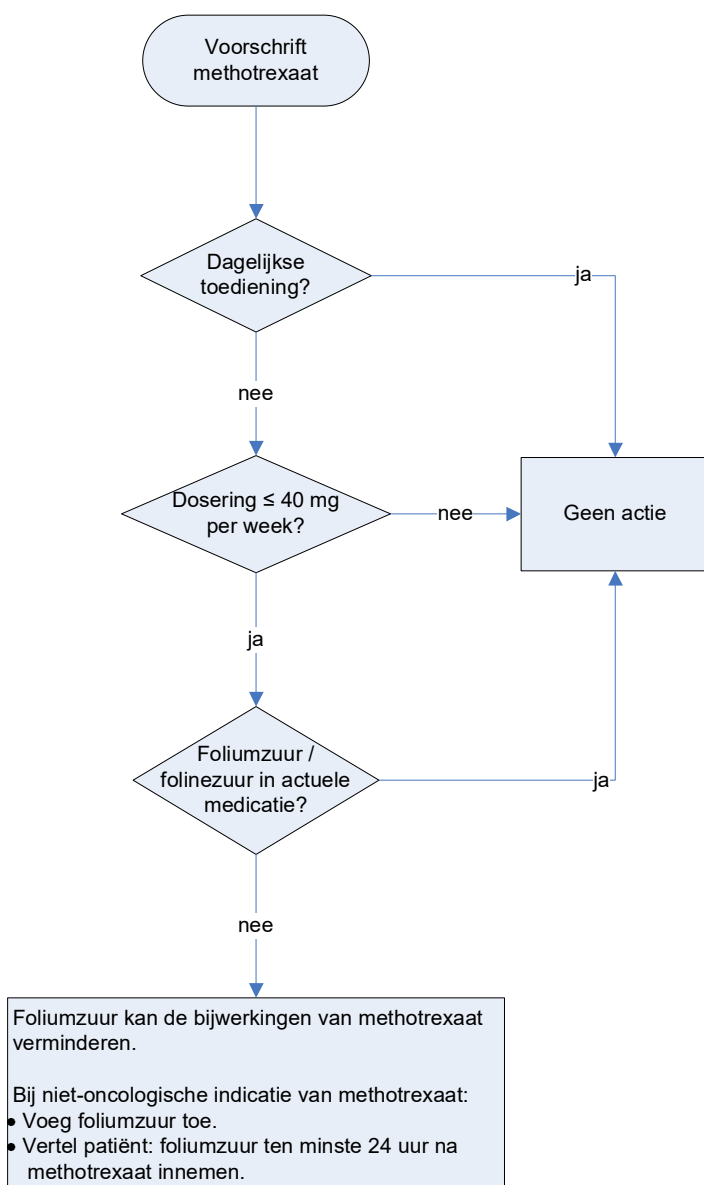 Voorschrift
methotrexaat
Dagelijkse
toediening?
ja
nee
Dosering ≤ 40 mg
per week?
nee
Geen actie
ja
Foliumzuur /
folinezuur in actuele
medicatie?
ja
nee
Foliumzuur kan de bijwerkingen van methotrexaat
verminderen.
Bij niet-oncologische indicatie van methotrexaat:
• Voeg foliumzuur toe.
• Vertel patiënt: foliumzuur ten minste 24 uur na
methotrexaat innemen.